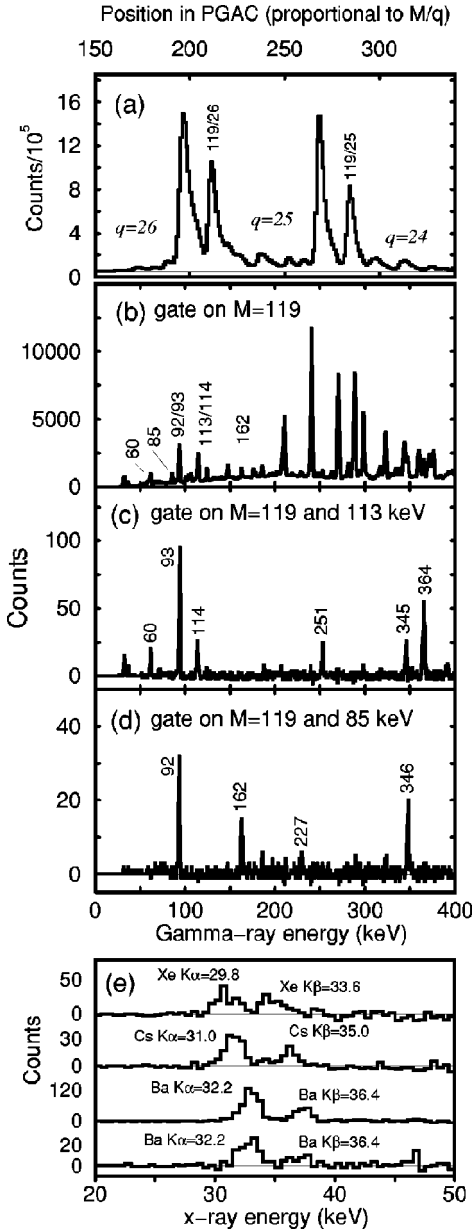 Position in PGAC (proportional to M/q)
150 200 250 300
(a)
16
12
8
4
0
Counts/10^5
q=26
119/26
q=25
119/25
q=24
(b) gate on M=119
10000
5000
0
60
85
92/93
113/114
162
(c) gate on M=119 and 113 keV
100
50
0
Counts
60
93
114
251
345
364
(d) gate on M=119 and 85 keV
40
20
0
92
162
227
346
0 100 200 300 400
Gamma-ray energy (keV)
(e)
Xe Kα=29.8 Xe Kβ=33.6
50
0
Cs Kα=31.0 Cs Kβ=35.0
30
0
Ba Kα=32.2 Ba Kβ=36.4
120
0
Ba Kα=32.2 Ba Kβ=36.4
20
0
Counts
20 30 40 50
x-ray energy (keV)